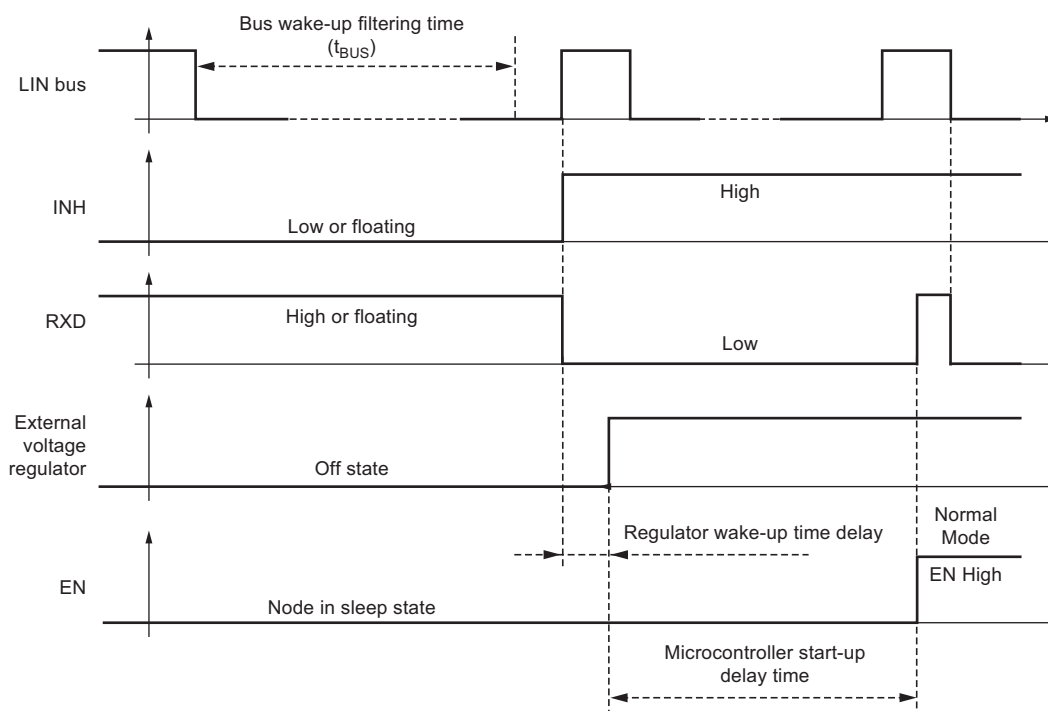 Bus wake-up filtering time
(tBUS)
LIN bus
INH
Low or floating
High
RXD
High or floating
Low
External
voltage
regulator
Off state
Regulator wake-up time delay
Normal
Mode
EN
EN High
Node in sleep state
Microcontroller start-up
delay time